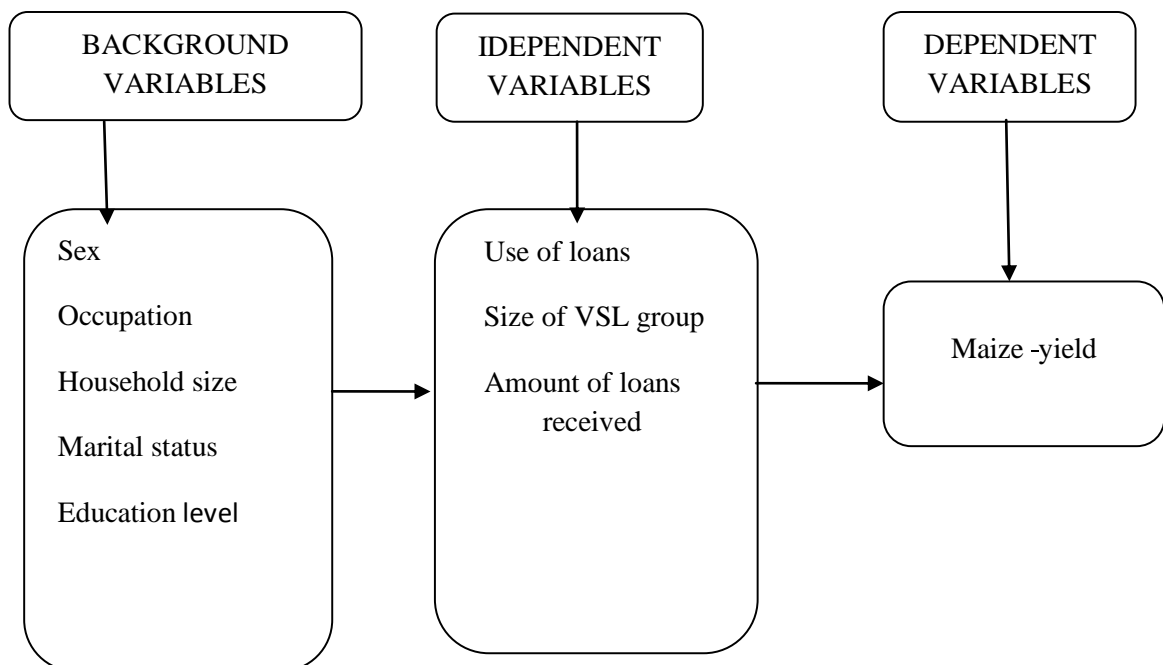 BACKGROUND
VARIABLES
IDEPENDENT
VARIABLES
DEPENDENT
VARIABLES
Sex
Occupation
Household size
Marital status
Education level
Use of loans
Size of VSL group
Amount of loans
received
Maize -yield